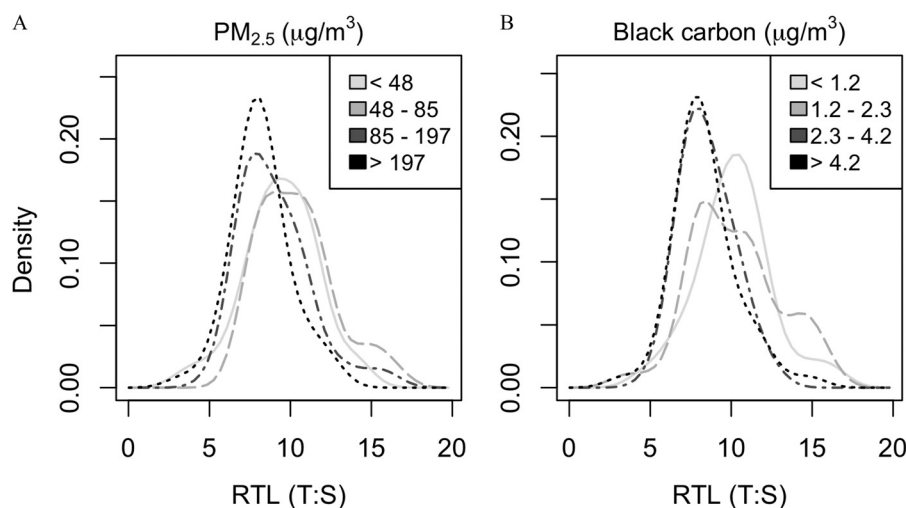 A
PM2.5 (μg/m3)
< 48
48 - 85
85 - 197
> 197
Density
0.00
0.10
0.20
0 5 10 15 20
RTL (T:S)
B
Black carbon (μg/m3)
< 1.2
1.2 - 2.3
2.3 - 4.2
> 4.2
0.00
0.10
0.20
0 5 10 15 20
RTL (T:S)